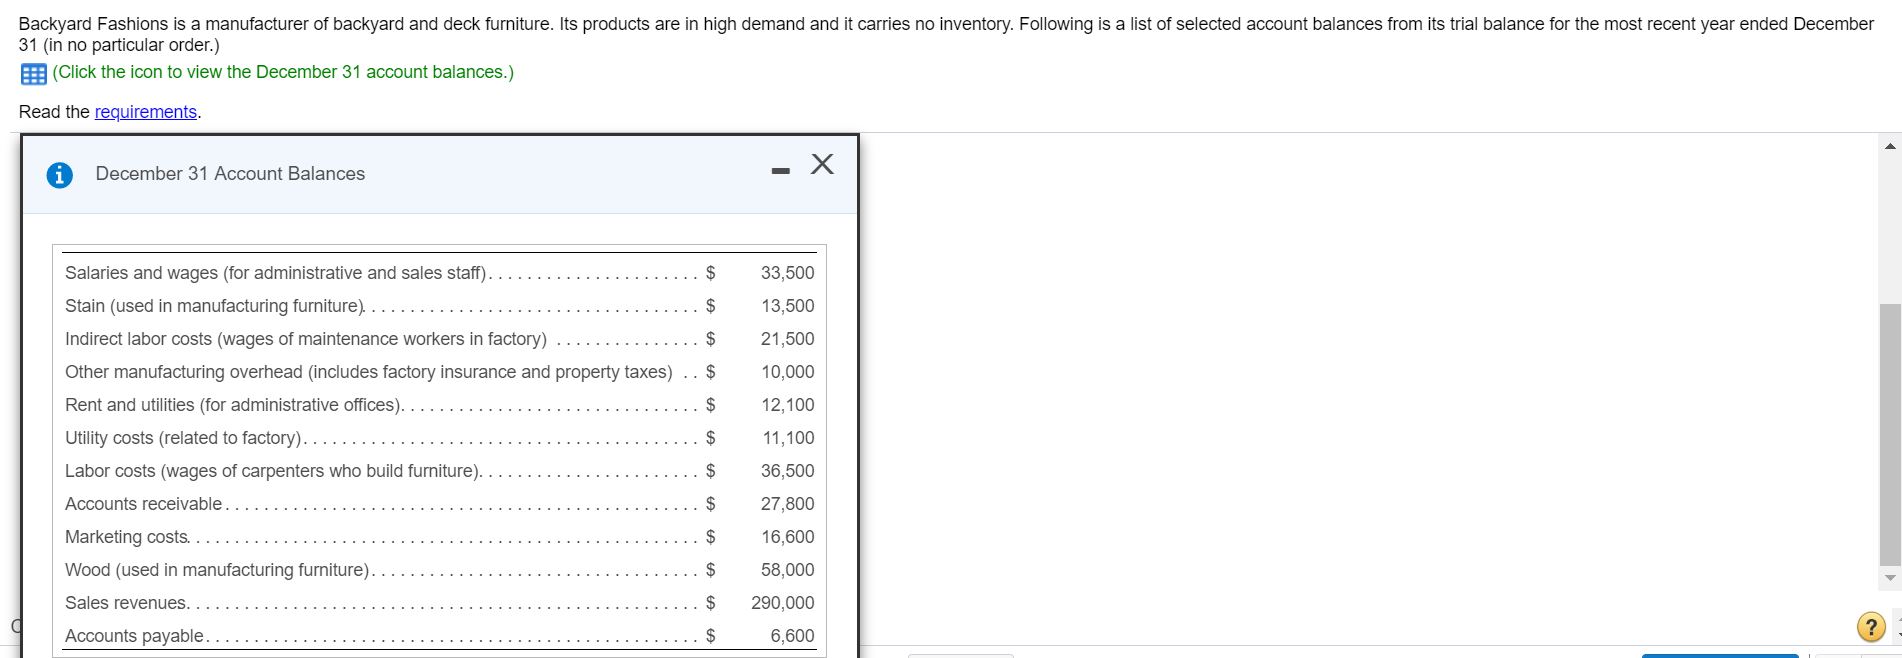 Backyard Fashions is a manufacturer of backyard and deck furniture. Its products are in high demand and it carries no inventory. Following is a list of selected account balances from its trial balance for the most recent year ended December
31 (in no particular order.)
(Click the icon to view the December 31 account balances.)
Read the requirements.
i December 31 Account Balances
Salaries and wages (for administrative and sales staff). . . . . . . . . . . . . . . . . . . . . . $ 33,500
Stain (used in manufacturing furniture). . . . . . . . . . . . . . . . . . . . . . . . . . . . . . . . . . $ 13,500
Indirect labor costs (wages of maintenance workers in factory) . . . . . . . . . . . . . . . $ 21,500
Other manufacturing overhead (includes factory insurance and property taxes) . . $ 10,000
Rent and utilities (for administrative offices). . . . . . . . . . . . . . . . . . . . . . . . . . . . . . . $ 12,100
Utility costs (related to factory). . . . . . . . . . . . . . . . . . . . . . . . . . . . . . . . . . . . . . . . . $ 11,100
Labor costs (wages of carpenters who build furniture). . . . . . . . . . . . . . . . . . . . . . . $ 36,500
Accounts receivable . . . . . . . . . . . . . . . . . . . . . . . . . . . . . . . . . . . . . . . . . . . . . . . . . $ 27,800
Marketing costs. . . . . . . . . . . . . . . . . . . . . . . . . . . . . . . . . . . . . . . . . . . . . . . . . . . . . $ 16,600
Wood (used in manufacturing furniture). . . . . . . . . . . . . . . . . . . . . . . . . . . . . . . . . . $ 58,000
Sales revenues. . . . . . . . . . . . . . . . . . . . . . . . . . . . . . . . . . . . . . . . . . . . . . . . . . . . . $ 290,000
Accounts payable . . . . . . . . . . . . . . . . . . . . . . . . . . . . . . . . . . . . . . . . . . . . . . . . . . . $ 6,600
?